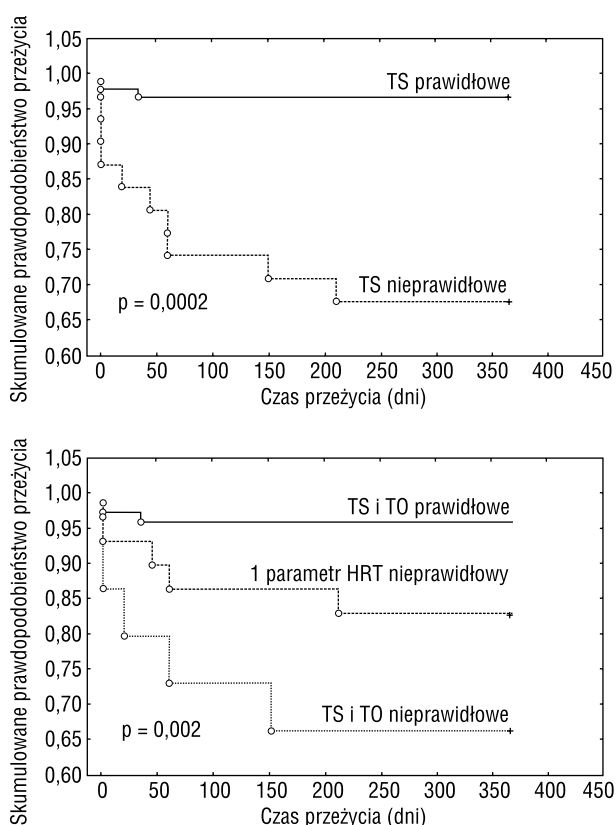 Skumulowane prawdopodobieństwo przeżycia
1,05
1,00
0,95
0,90
0,85
0,80
0,75
0,70
0,65
0,60
TS prawidłowe
TS nieprawidłowe
p = 0,0002
0 50 100 150 200 250 300 350 400 450
Czas przeżycia (dni)
Skumulowane prawdopodobieństwo przeżycia
1,05
1,00
0,95
0,90
0,85
0,80
0,75
0,70
0,65
0,60
TS i TO prawidłowe
1 parametr HRT nieprawidłowy
TS i TO nieprawidłowe
p = 0,002
0 50 100 150 200 250 300 350 400 450
Czas przeżycia (dni)